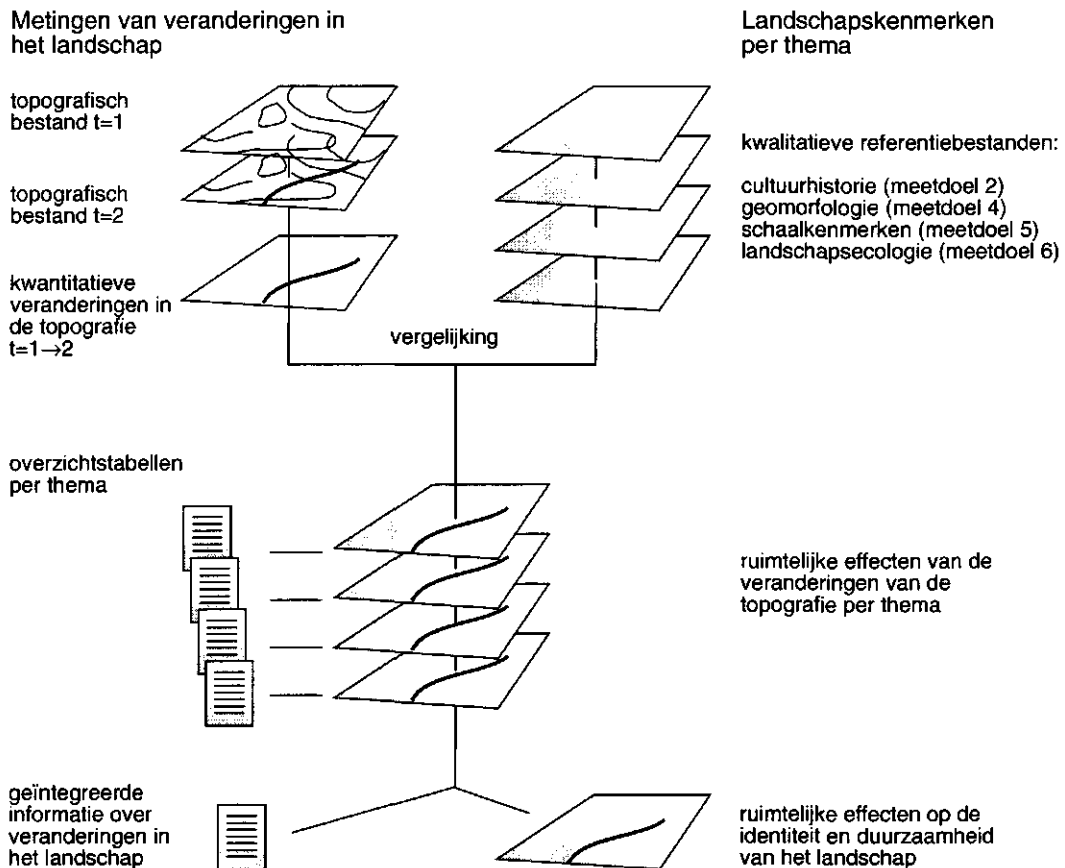 Metingen van veranderingen in
het landschap
Landschapskenmerken
per thema
topografisch
bestand t=1
topografisch
bestand t=2
kwantitatieve
veranderingen in
de topografie
t=1→2
kwalitatieve referentiebestanden:
cultuurhistorie (meetdoel 2)
geomorfologie (meetdoel 4)
schaalkenmerken (meetdoel 5)
landschapsecologie (meetdoel 6)
vergelijking
overzichtstabellen
per thema
ruimtelijke effecten van de
veranderingen van de
topografie per thema
geïntegreerde
informatie over
veranderingen in
het landschap
ruimtelijke effecten op de
identiteit en duurzaamheid
van het landschap